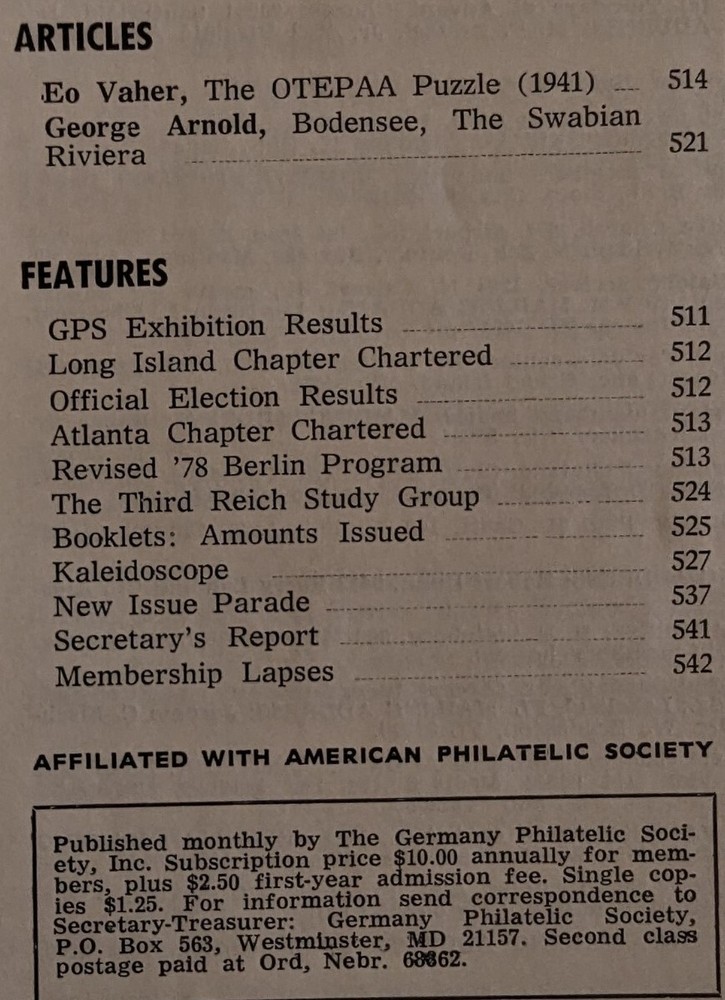 ARTICLES
Eo Vaher, The OTEPAA Puzzle (1941) 514
George Arnold, Bodensee, The Swabian
Riviera 521
FEATURES
GPS Exhibition Results 511
Long Island Chapter Chartered 512
Official Election Results 512
Atlanta Chapter Chartered 513
Revised '78 Berlin Program 513
The Third Reich Study Group 524
Booklets: Amounts Issued 525
Kaleidoscope 527
New Issue Parade 537
Secretary's Report 541
Membership Lapses 542
AFFILIATED WITH AMERICAN PHILATELIC SOCIETY
Published monthly by The Germany Philatelic Soci-
ety, Inc. Subscription price $10.00 annually for mem-
bers, plus $2.50 first-year admission fee. Single cop-
ies $1.25. For information send correspondence to
Secretary-Treasurer: Germany Philatelic Society,
P.O. Box 563, Westminster, MD 21157. Second class
postage paid at Ord, Nebr. 68862.